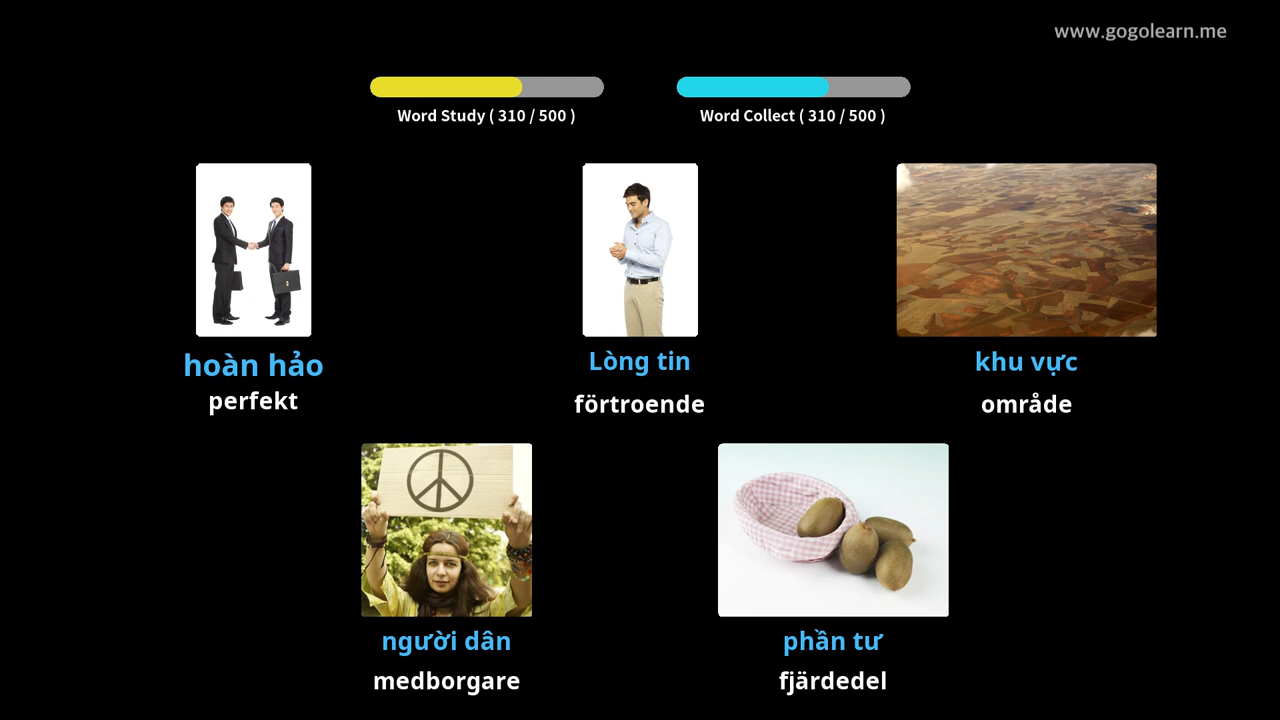 www.gogolearn.me
Word Study ( 310 / 500 )
Word Collect ( 310 / 500 )
hoàn hảo
perfekt
Lòng tin
förtroende
khu vực
område
người dân
medborgare
phần tư
fjärdedel